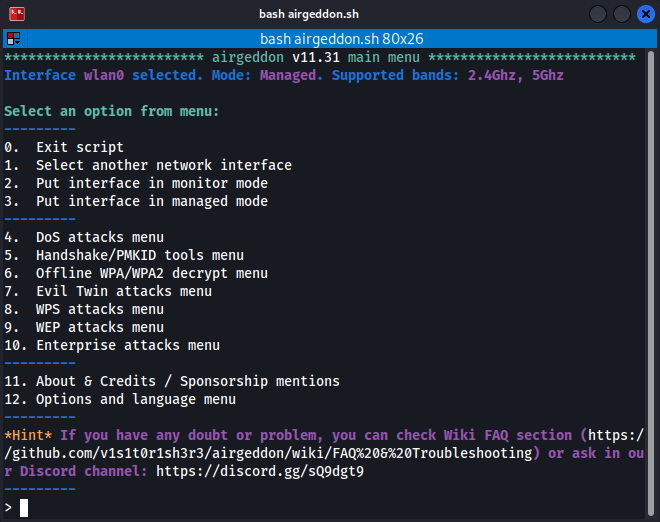 bash airgeddon.sh
bash airgeddon.sh 80x26
************************* airgeddon v11.31 main menu **************************
Interface wlan0 selected. Mode: Managed. Supported bands: 2.4Ghz, 5Ghz
Select an option from menu:
---------
0.  Exit script
1.  Select another network interface
2.  Put interface in monitor mode
3.  Put interface in managed mode
---------
4.  DoS attacks menu
5.  Handshake/PMKID tools menu
6.  Offline WPA/WPA2 decrypt menu
7.  Evil Twin attacks menu
8.  WPS attacks menu
9.  WEP attacks menu
10. Enterprise attacks menu
---------
11. About & Credits / Sponsorship mentions
12. Options and language menu
---------
*Hint* If you have any doubt or problem, you can check Wiki FAQ section (https:/
/github.com/v1s1t0r1sh3r3/airgeddon/wiki/FAQ%20&%20Troubleshooting) or ask in ou
r Discord channel: https://discord.gg/sQ9dgt9
---------
>